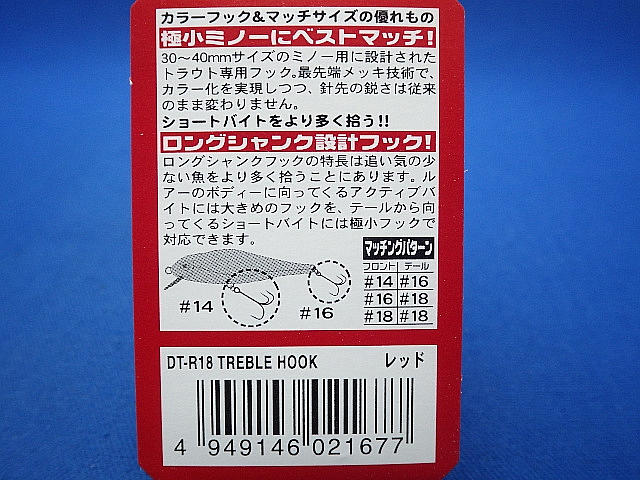 カラーフック&マッチサイズの優れもの
極小ミノーにベストマッチ!
30〜40mmサイズのミノー用に設計された
トラウト専用フック。最先端メッキ技術で、
カラー化を実現しつつ、針先の鋭さは従来
のまま変わりません。
ショートバイトをより多く拾う!!
ロングシャンク設計フック!
ロングシャンクフックの特長は追い気の少
ない魚をより多く拾うことにあります。ル
アーのボディーに向ってくるアクティブバ
イトには大きめのフックを、テールから向
ってくるショートバイトには極小フックで
対応できます。
マッチングパターン
フロント テール
#14 #16
#16 #18
#18 #18
#14
#16
DT-R18 TREBLE HOOK レッド
4 949146 021677